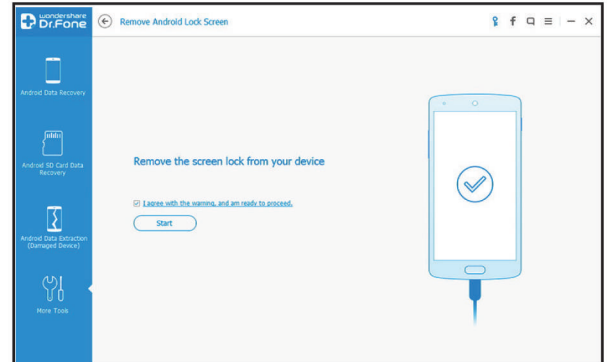 wondershare
Dr.Fone
Remove Android Lock Screen
Android Data Recovery
Android SD Card Data
Recovery
Android Data Extraction
(Damaged Device)
More Tools
Remove the screen lock from your device
I agree with the warning, and am ready to proceed.
Start